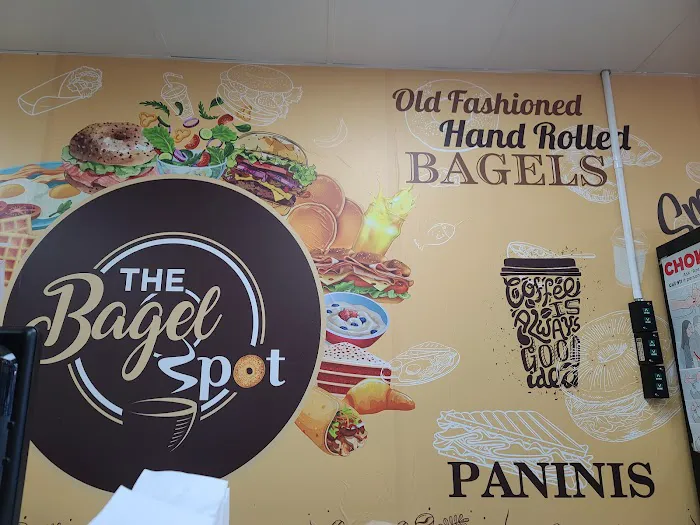 Old Fashioned
Hand Rolled
BAGELS
THE
Bagel
Spot
Coffee
IS
Always
GOOD
idea
PANINIS